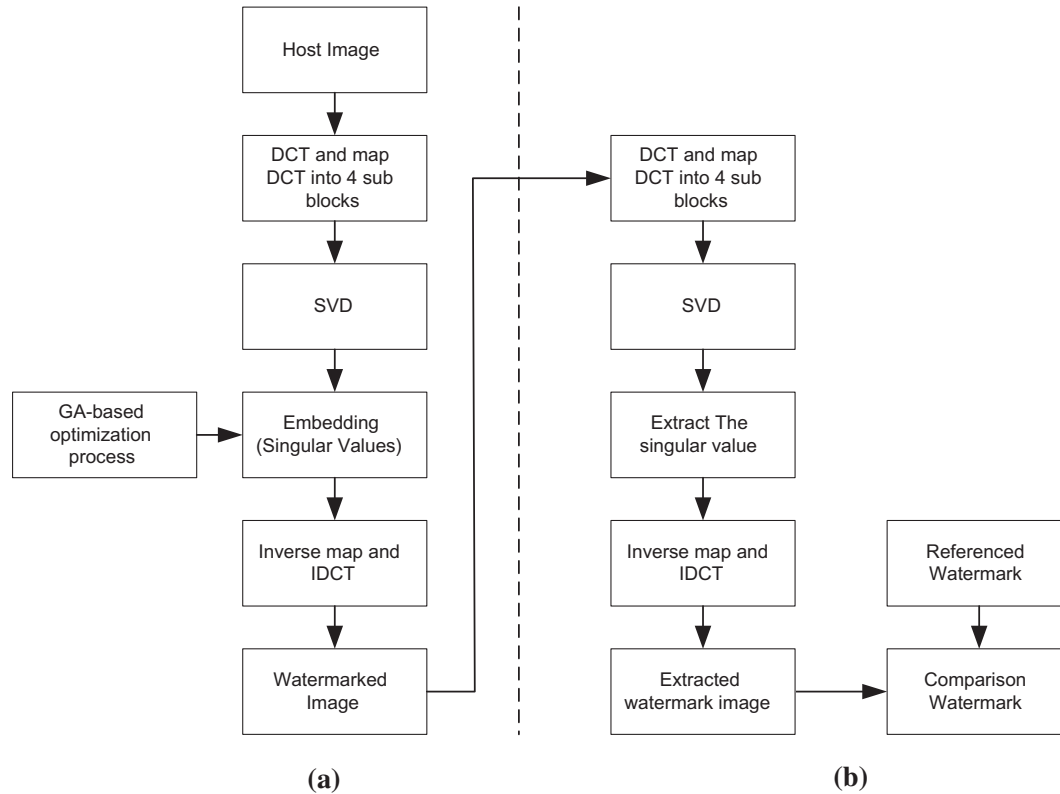 Host Image
DCT and map
DCT into 4 sub
blocks
SVD
GA-based
optimization
process
Embedding
(Singular Values)
Inverse map and
IDCT
Watermarked
Image
(a)
DCT and map
DCT into 4 sub
blocks
SVD
Extract The
singular value
Inverse map and
IDCT
Extracted
watermark image
Referenced
Watermark
Comparison
Watermark
(b)